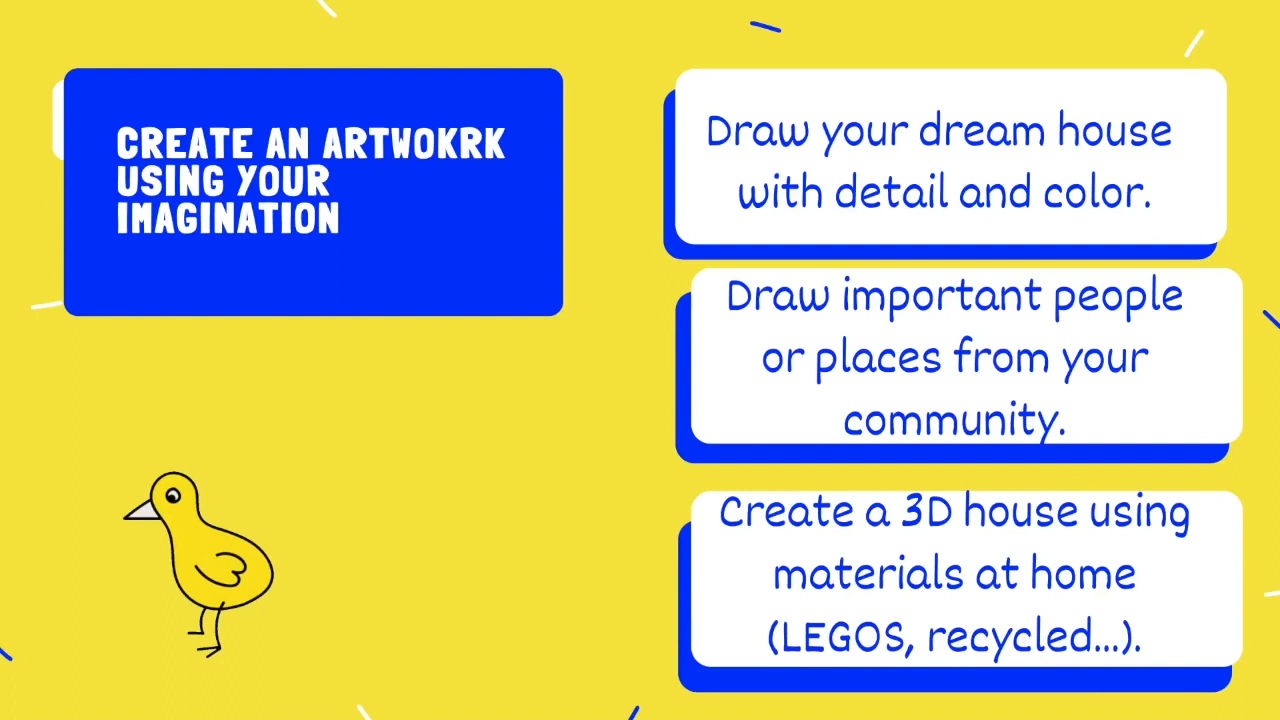 CREATE AN ARTWOKRK
USING YOUR
IMAGINATION
Draw your dream house
with detail and color.
Draw important people
or places from your
community.
Create a 3D house using
materials at home
(LEGOS, recycled...).